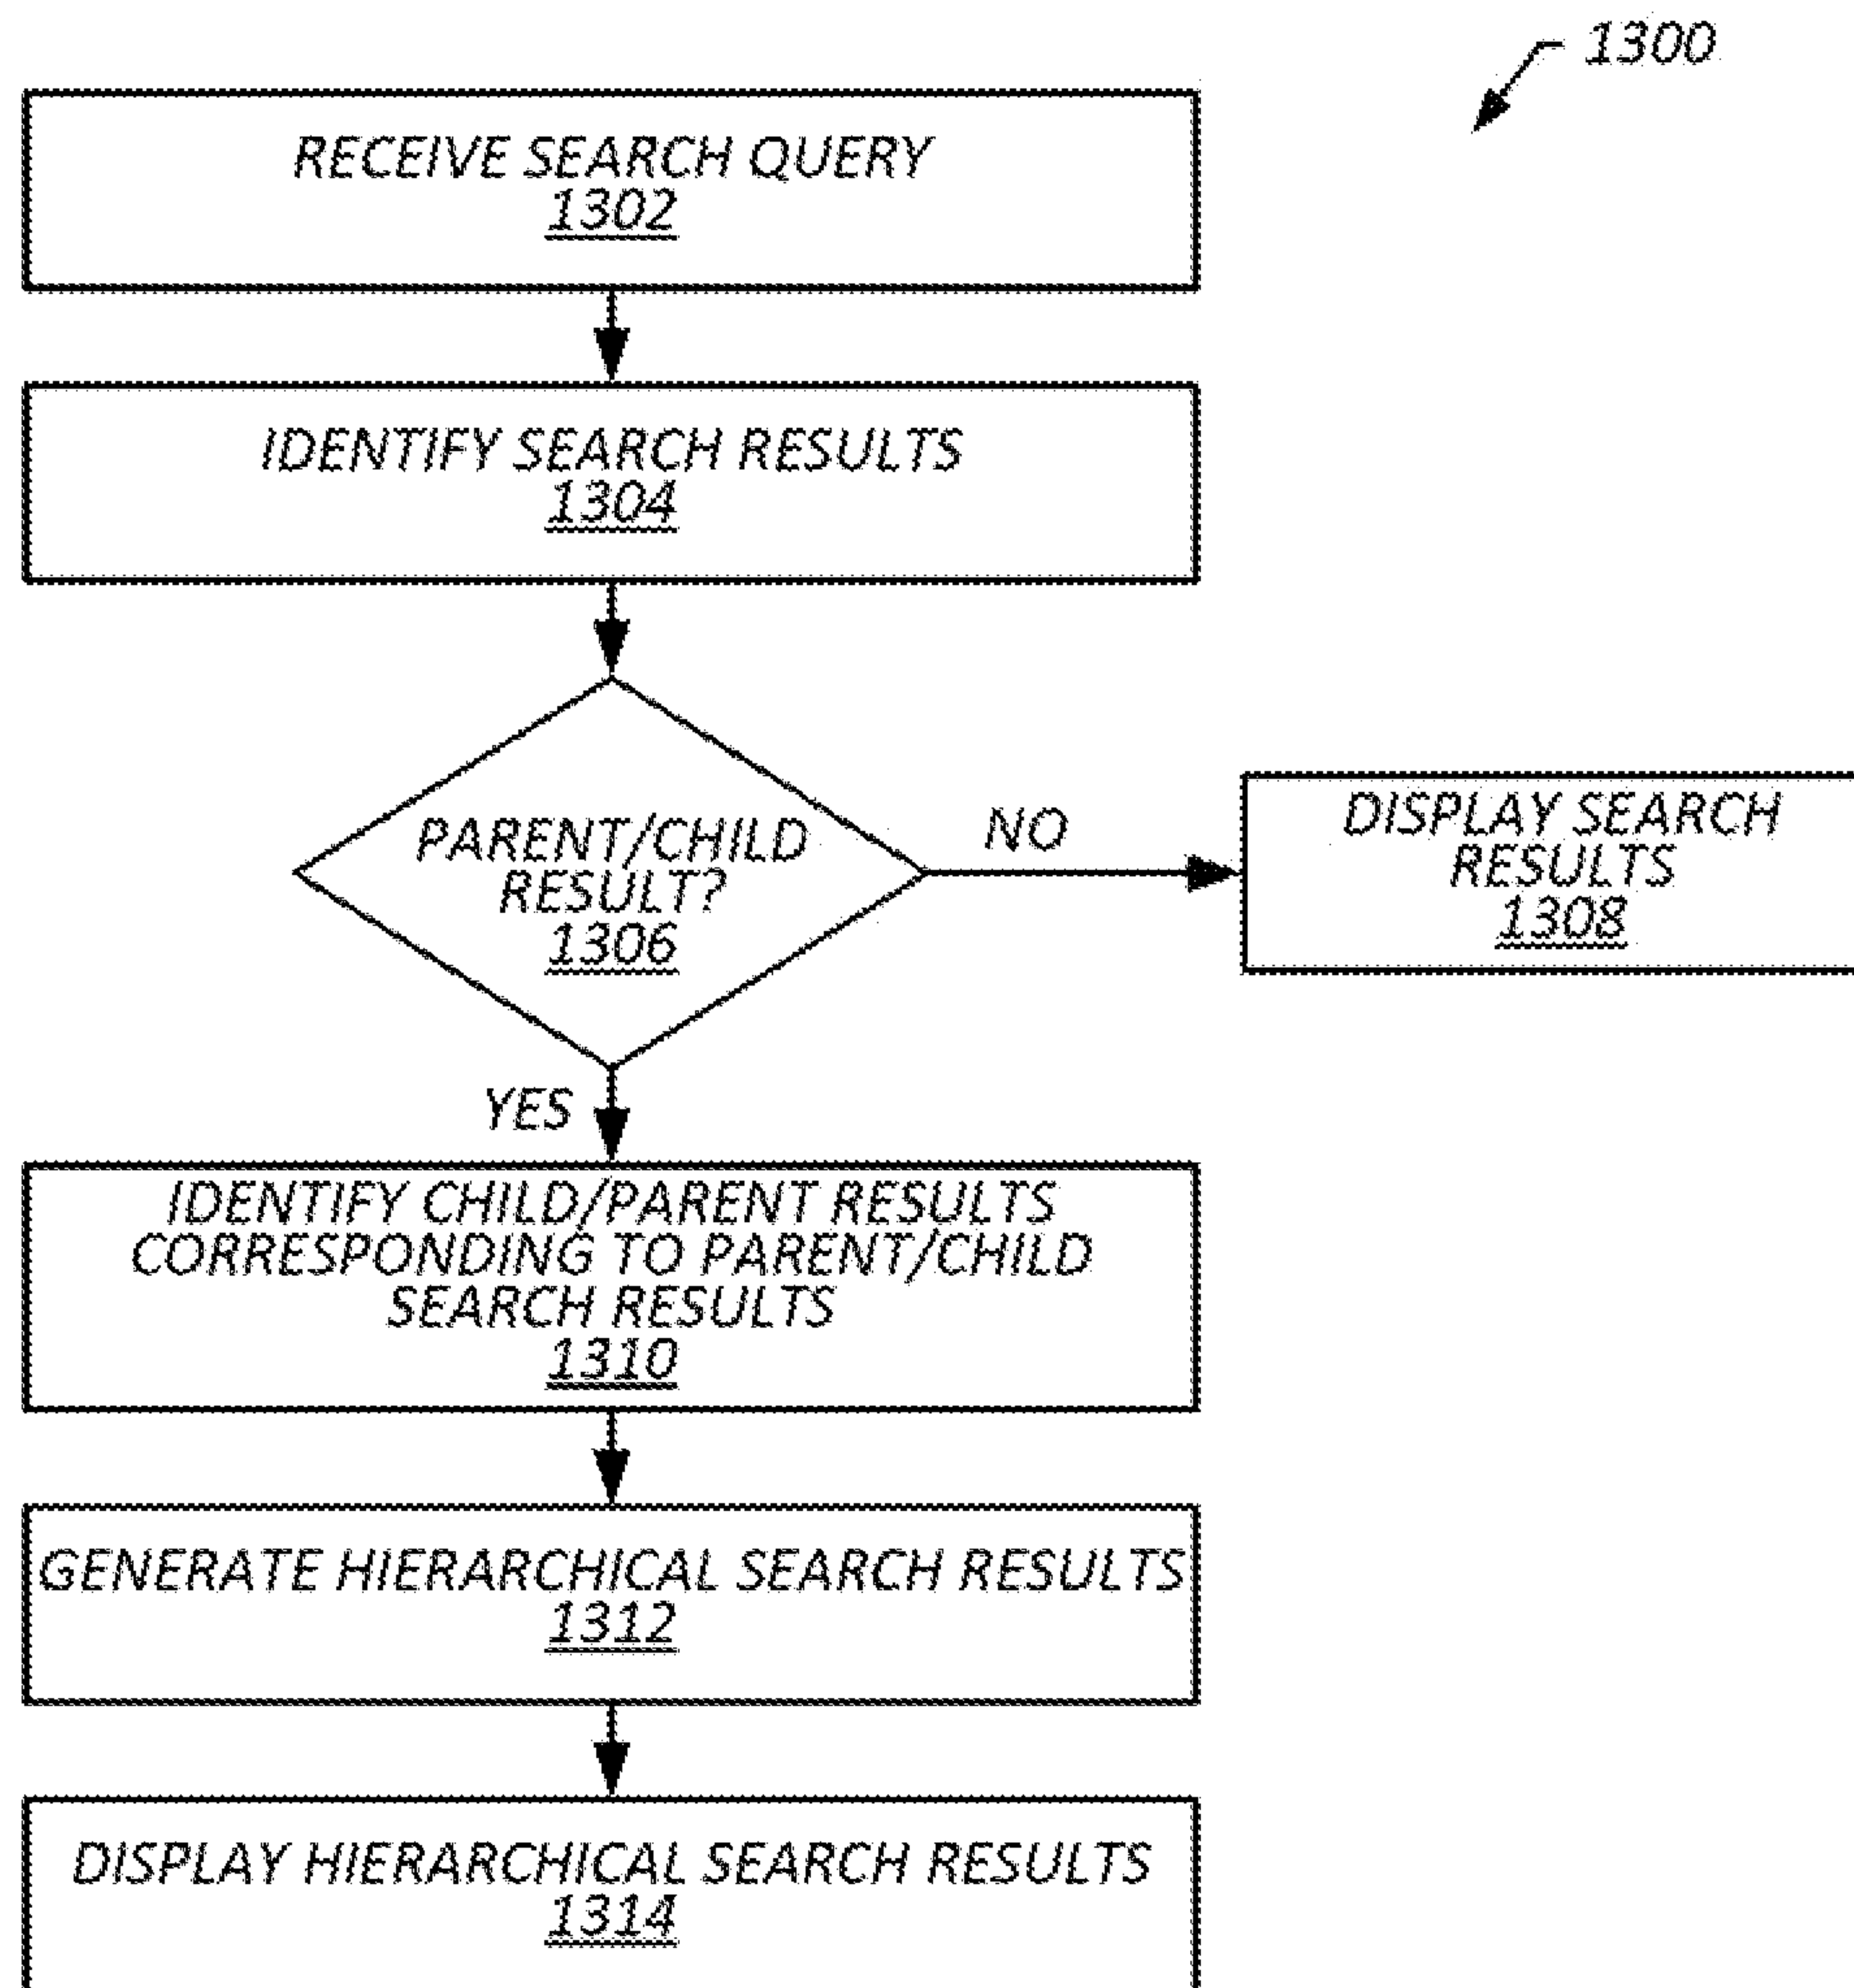 1300
RECEIVE SEARCH QUERY
1302
IDENTIFY SEARCH RESULTS
1304
PARENT/CHILD
RESULT?
1306
NO
DISPLAY SEARCH
RESULTS
1308
YES
IDENTIFY CHILD/PARENT RESULTS
CORRESPONDING TO PARENT/CHILD
SEARCH RESULTS
1310
GENERATE HIERARCHICAL SEARCH RESULTS
1312
DISPLAY HIERARCHICAL SEARCH RESULTS
1314